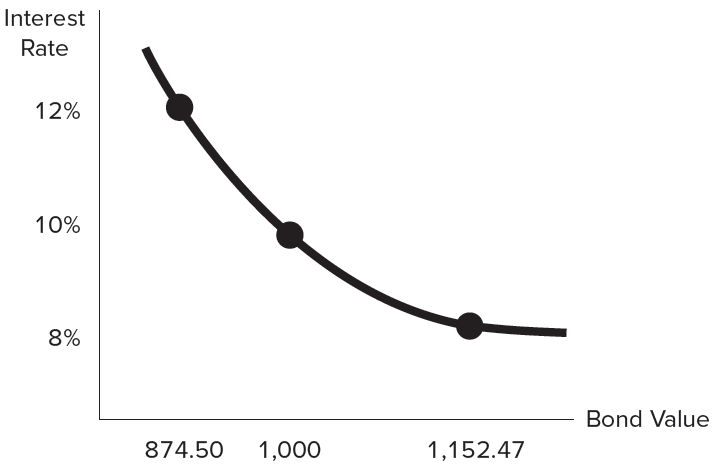 Interest
Rate
12%
10%
8%
Bond Value
874.50
1,000
1,152.47